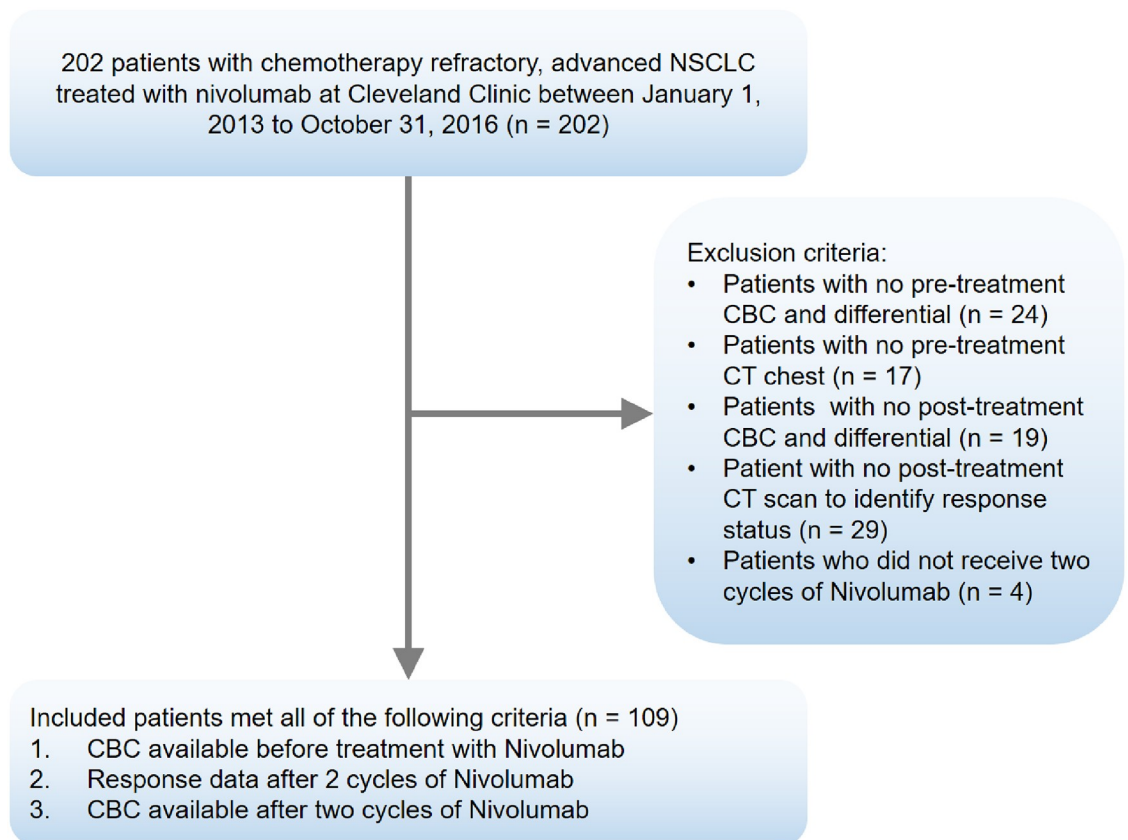 202 patients with chemotherapy refractory, advanced NSCLC
treated with nivolumab at Cleveland Clinic between January 1,
2013 to October 31, 2016 (n = 202)
Exclusion criteria:
• Patients with no pre-treatment
CBC and differential (n = 24)
• Patients with no pre-treatment
CT chest (n = 17)
• Patients  with no post-treatment
CBC and differential (n = 19)
• Patient with no post-treatment
CT scan to identify response
status (n = 29)
• Patients who did not receive two
cycles of Nivolumab (n = 4)
Included patients met all of the following criteria (n = 109)
1. CBC available before treatment with Nivolumab
2. Response data after 2 cycles of Nivolumab
3. CBC available after two cycles of Nivolumab